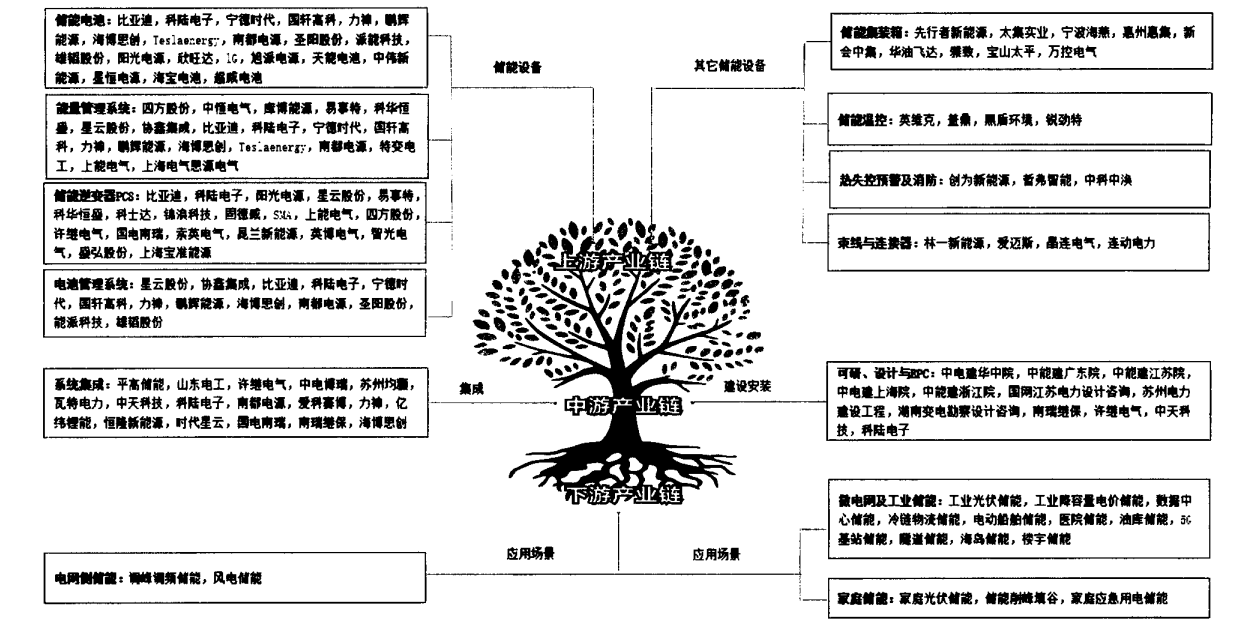 储能电池：比亚迪，科陆电子，宁德时代，国轩高科，力神，鹏辉
能源，海博思创，Teslaenergy，南都电源，圣阳股份，派能科技，
雄韬股份，阳光电源，欣旺达，LG，旭派电源，天能电池，中伟新
能源，星恒电源，海宝电池，超威电池
能量管理系统：四方股份，中恒电气，库博能源，易事特，科华恒
盛，星云股份，协鑫集成，比亚迪，科陆电子，宁德时代，国轩高
科，力神，鹏辉能源，海博思创，Teslaenergy，南都电源，特变电
工，上能电气，上海电气思源电气
储能逆变器PCS：比亚迪，科陆电子，阳光电源，星云股份，易事特，
科华恒盛，科士达，锦浪科技，固德威，SMA，上能电气，四方股份，
许继电气，国电南瑞，索英电气，昆兰新能源，英博电气，智光电
气，盛弘股份，上海宝准能源
电池管理系统：星云股份，协鑫集成，比亚迪，科陆电子，宁德时
代，国轩高科，力神，鹏辉能源，海博思创，南都电源，圣阳股份，
能派科技，雄韬股份
系统集成：平高储能，山东电工，许继电气，中电博瑞，苏州均灏，
瓦特电力，中天科技，科陆电子，南都电源，爱科赛博，力神，亿
纬锂能，恒隆新能源，时代星云，国电南瑞，南瑞继保，海博思创
电网侧储能：调峰调频储能，风电储能
储能设备
其它储能设备
上游产业链
集成
中游产业链
建设安装
下游产业链
应用场景
应用场景
储能集装箱：先行者新能源，太集实业，宁波海燕，惠州惠集，新
会中集，华油飞达，雅致，宝山太平，万控电气
储能温控：英维克，墨鼎，黑盾环境，锐劲特
热失控预警及消防：创为新能源，哲弗智能，中科中涣
束线与连接器：林一新能源，爱迈斯，晶连电气，连动电力
可研、设计与EPC：中电建华中院，中能建广东院，中能建江苏院，
中电建上海院，中能建浙江院，国网江苏电力设计咨询，苏州电力
建设工程，湖南变电勘察设计咨询，南瑞继保，许继电气，中天科
技，科陆电子
微电网及工业储能：工业光伏储能，工业降容量电价储能，数据中
心储能，冷链物流储能，电动船舶储能，医院储能，油库储能，5G
基站储能，隧道储能，海岛储能，楼宇储能
家庭储能：家庭光伏储能，储能削峰填谷，家庭应急用电储能